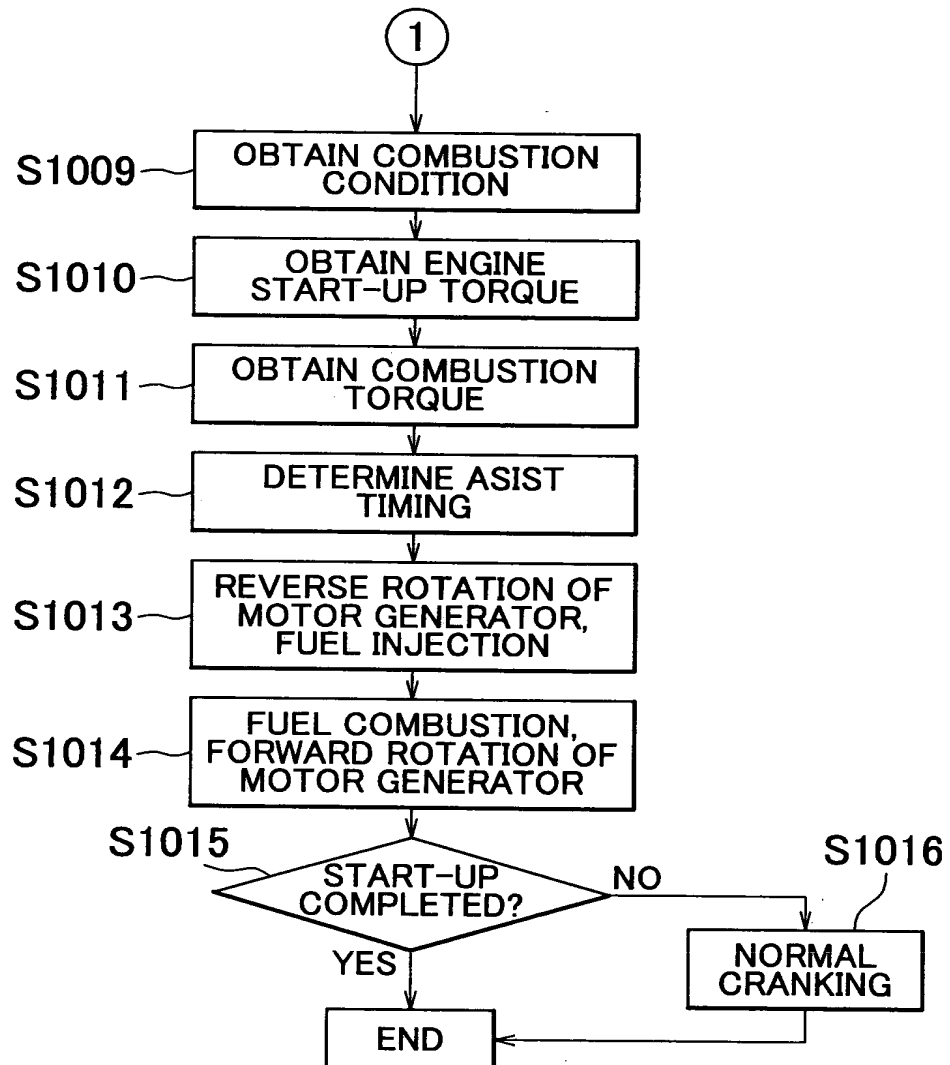 1
S1009
OBTAIN COMBUSTION
CONDITION
S1010
OBTAIN ENGINE
START-UP TORQUE
S1011
OBTAIN COMBUSTION
TORQUE
S1012
DETERMINE ASIST
TIMING
S1013
REVERSE ROTATION OF
MOTOR GENERATOR,
FUEL INJECTION
S1014
FUEL COMBUSTION,
FORWARD ROTATION OF
MOTOR GENERATOR
S1015
START-UP
COMPLETED?
NO
S1016
YES
NORMAL
CRANKING
END